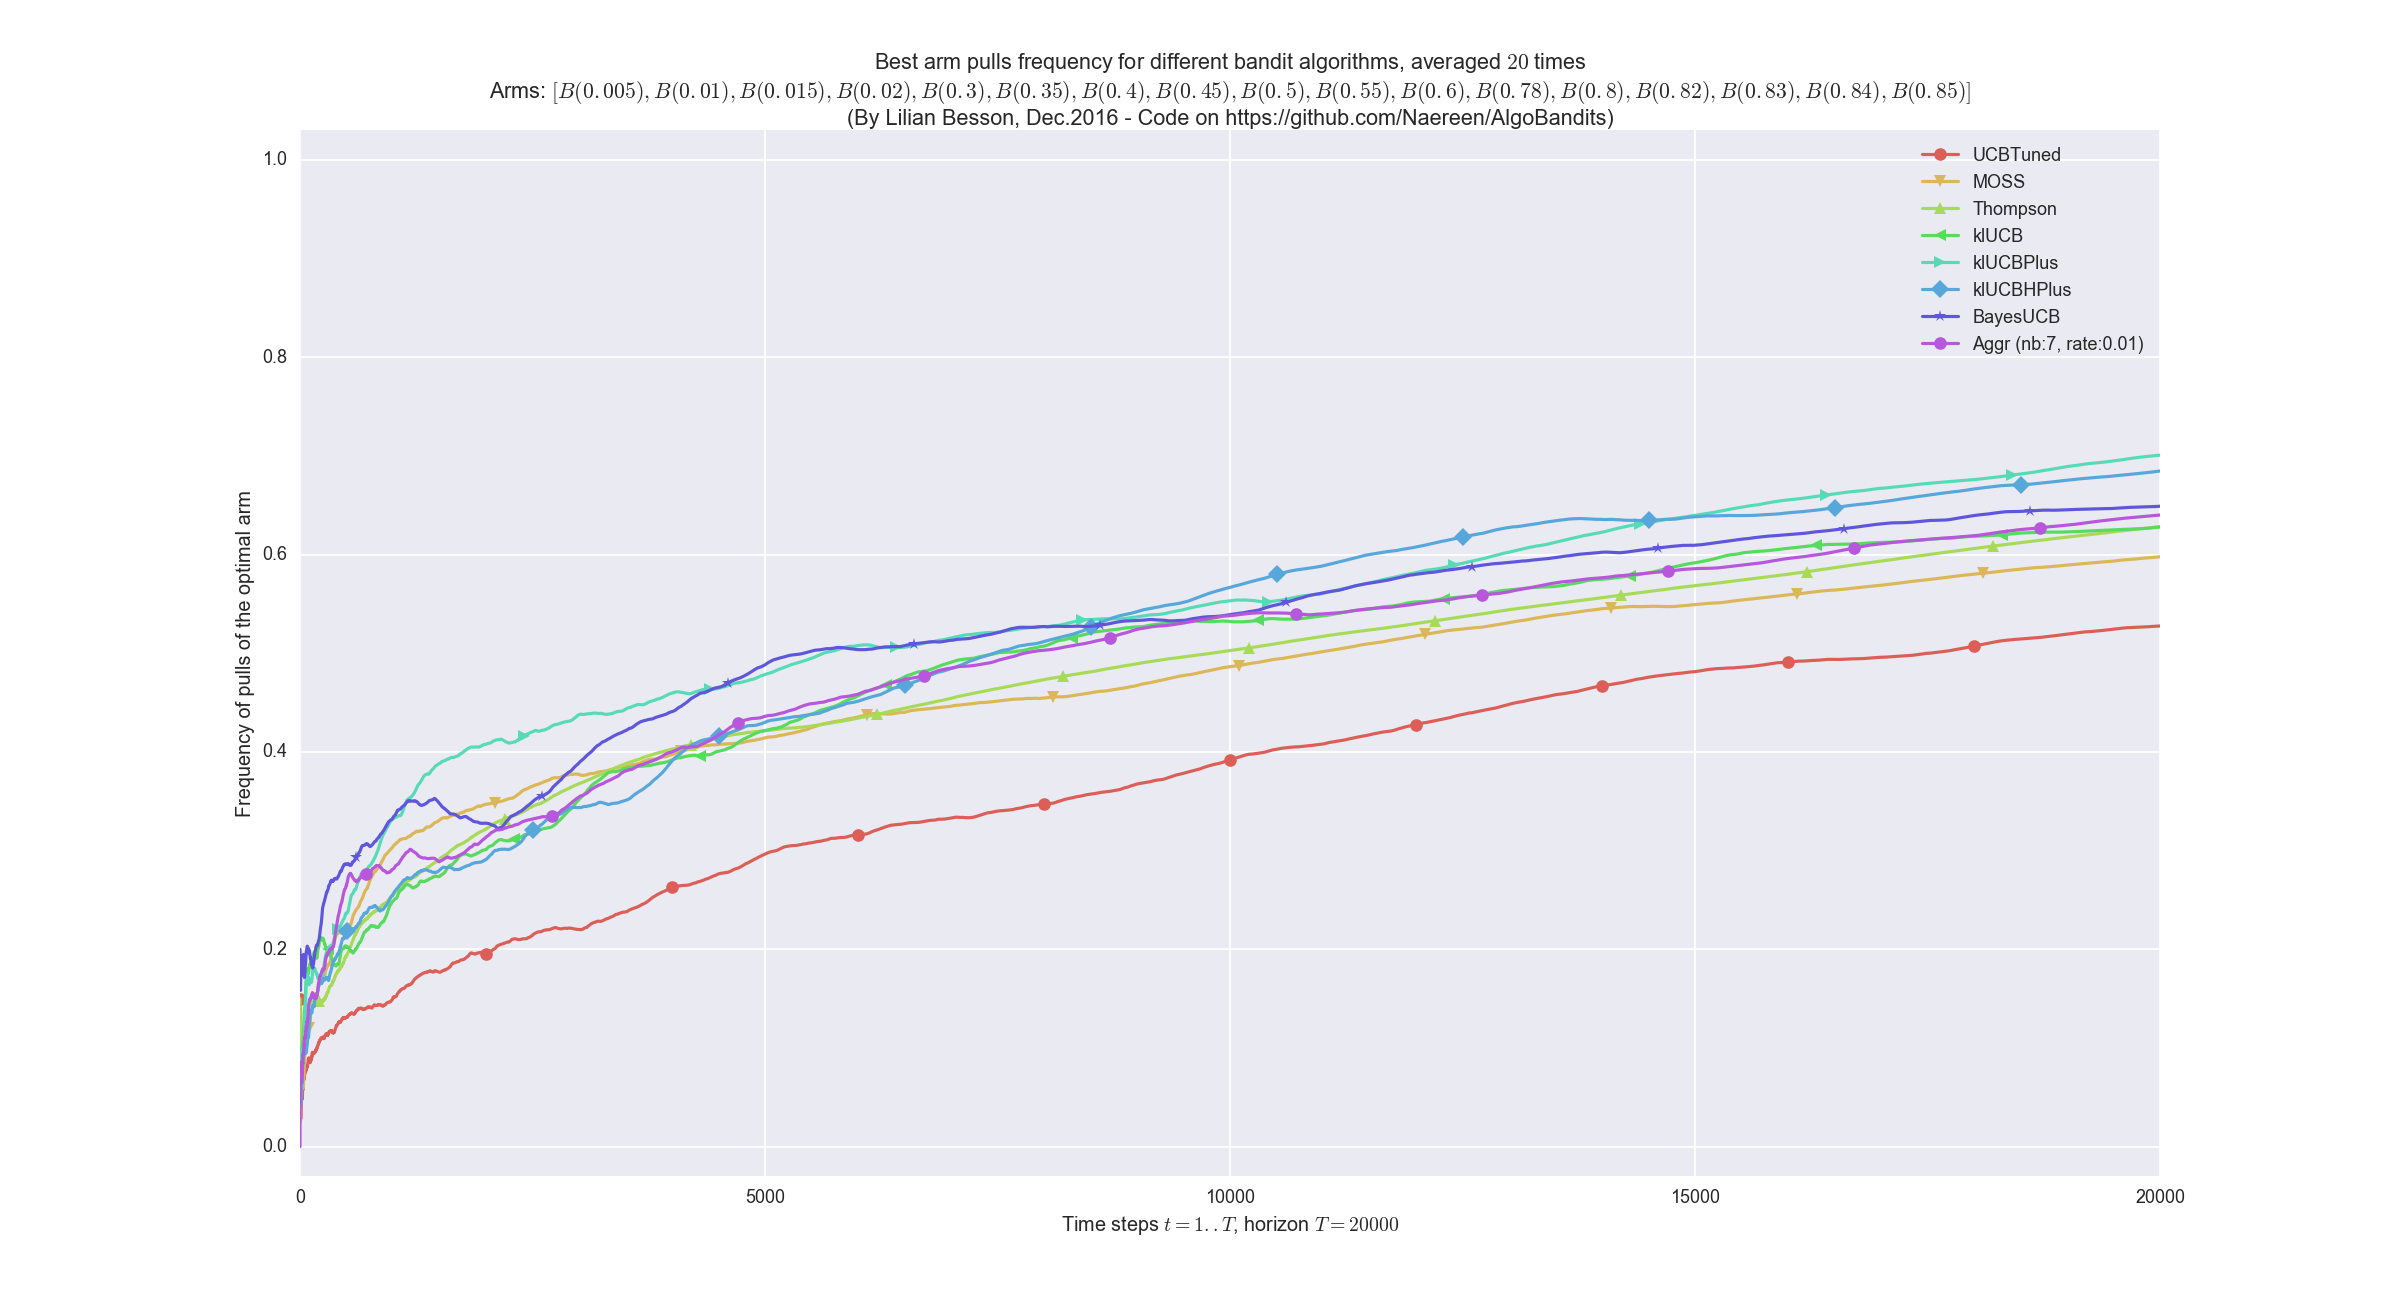 Best arm pulls frequency for different bandit algorithms, averaged 20 times
Arms: [B(0.005), B(0.01), B(0.015), B(0.02), B(0.3), B(0.35), B(0.4), B(0.45), B(0.5), B(0.55), B(0.6), B(0.78), B(0.8), B(0.82), B(0.83), B(0.84), B(0.85)]
(By Lilian Besson, Dec.2016 - Code on https://github.com/Naereen/AlgoBandits)
UCBTuned
MOSS
Thompson
klUCB
klUCBPlus
klUCBHPlus
BayesUCB
Aggr (nb:7, rate:0.01)
Frequency of pulls of the optimal arm
1.0
0.8
0.6
0.4
0.2
0.0
0 5000 10000 15000 20000
Time steps t = 1..T, horizon T = 20000